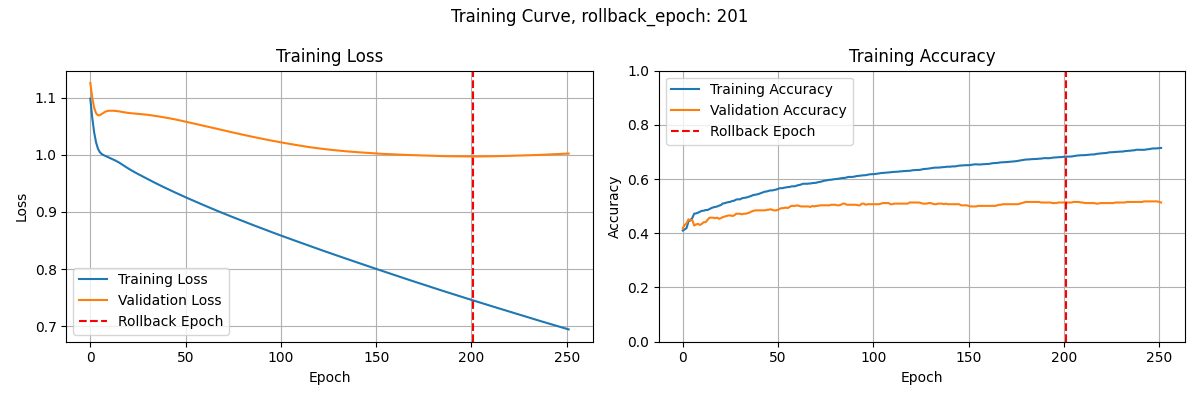 Training Curve, rollback_epoch: 201
Training Loss
Loss
1.1
1.0
0.9
0.8
0.7
Training Loss
Validation Loss
Rollback Epoch
0 50 100 150 200 250
Epoch
Training Accuracy
Accuracy
1.0
0.8
0.6
0.4
0.2
0.0
Training Accuracy
Validation Accuracy
Rollback Epoch
0 50 100 150 200 250
Epoch